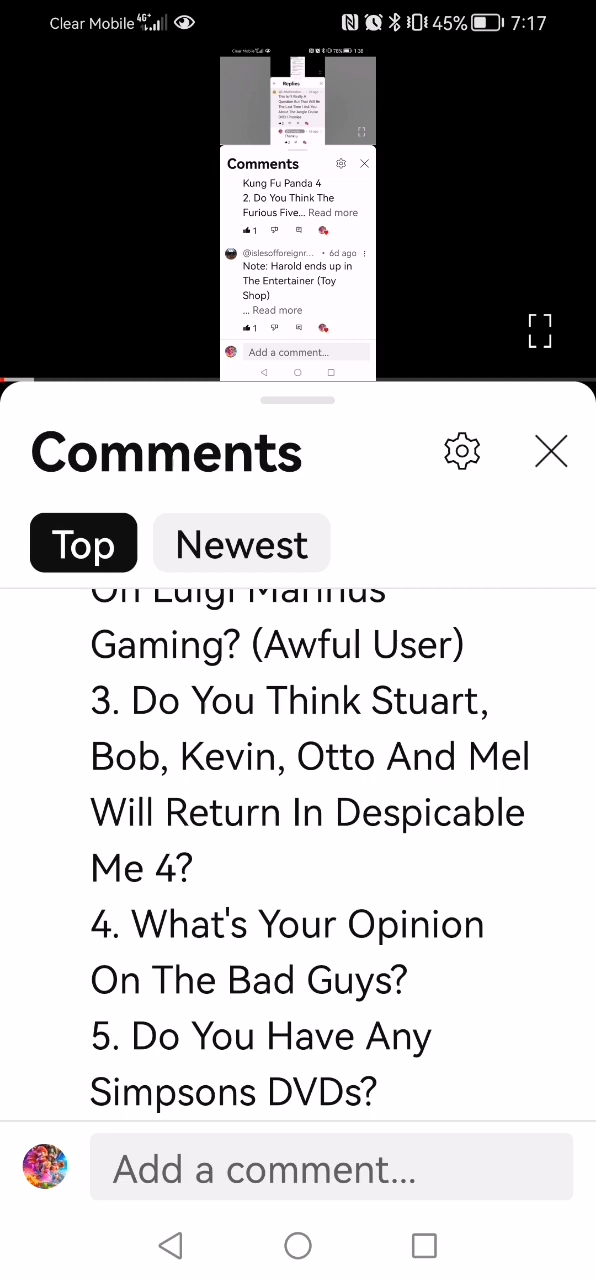 Clear Mobile 4G+ 45% 7:17
Replies
Comments
Kung Fu Panda 4
2. Do You Think The
Furious Five... Read more
1
@islesofforeignr... • 6d ago
Note: Harold ends up in
The Entertainer (Toy
Shop)
... Read more
1
Add a comment...
Comments
Top Newest
On Luigi Marinus
Gaming? (Awful User)
3. Do You Think Stuart,
Bob, Kevin, Otto And Mel
Will Return In Despicable
Me 4?
4. What's Your Opinion
On The Bad Guys?
5. Do You Have Any
Simpsons DVDs?
Add a comment...